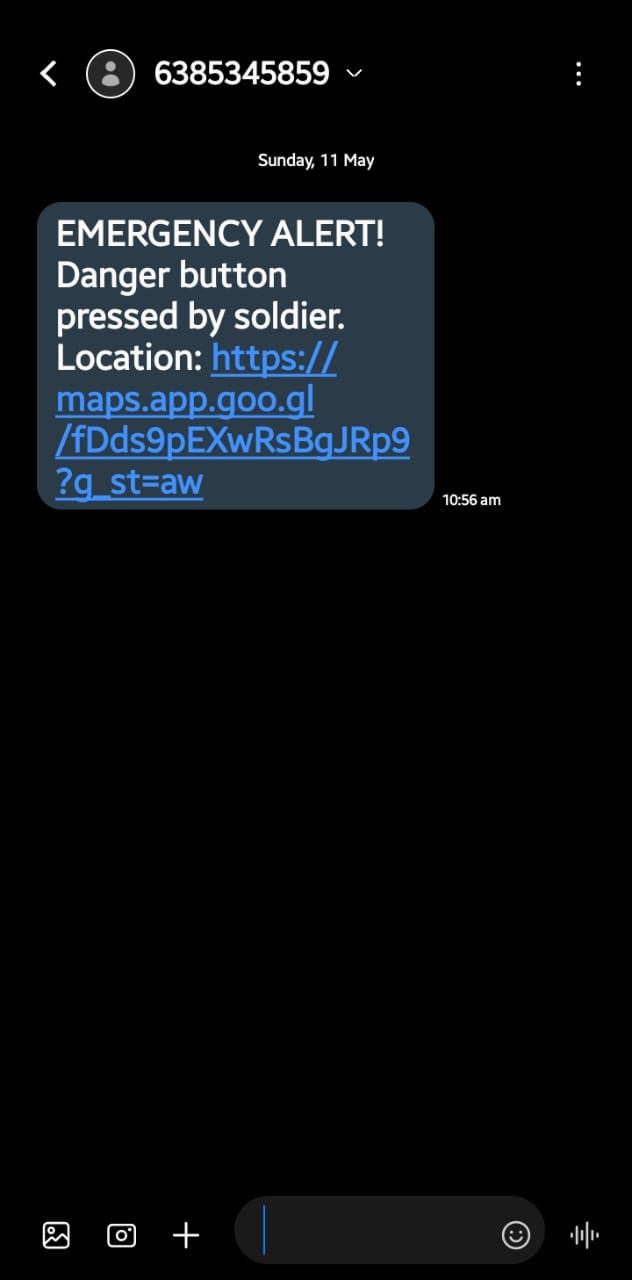 6385345859
Sunday, 11 May
EMERGENCY ALERT!
Danger button
pressed by soldier.
Location: https://
maps.app.goo.gl
/fDds9pEXwRsBgJRp9
?g_st=aw
10:56 am